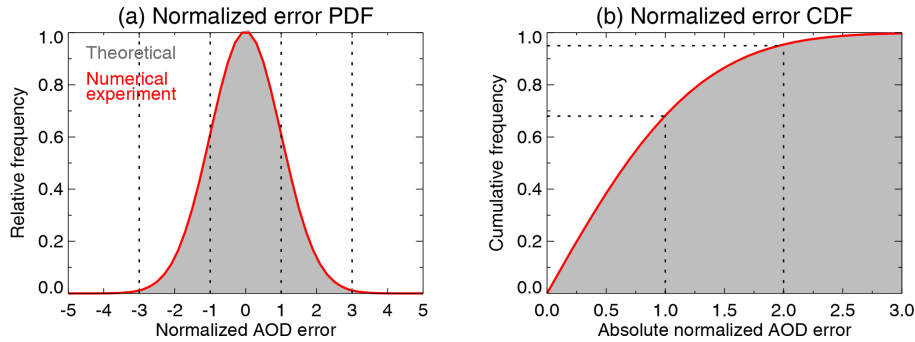 (a) Normalized error PDF
1.0
0.8
0.6
0.4
0.2
0.0
Relative frequency
Theoretical
Numerical
experiment
-5 -4 -3 -2 -1 0 1 2 3 4 5
Normalized AOD error
(b) Normalized error CDF
1.0
0.8
0.6
0.4
0.2
0.0
Cumulative frequency
0.0 0.5 1.0 1.5 2.0 2.5 3.0
Absolute normalized AOD error